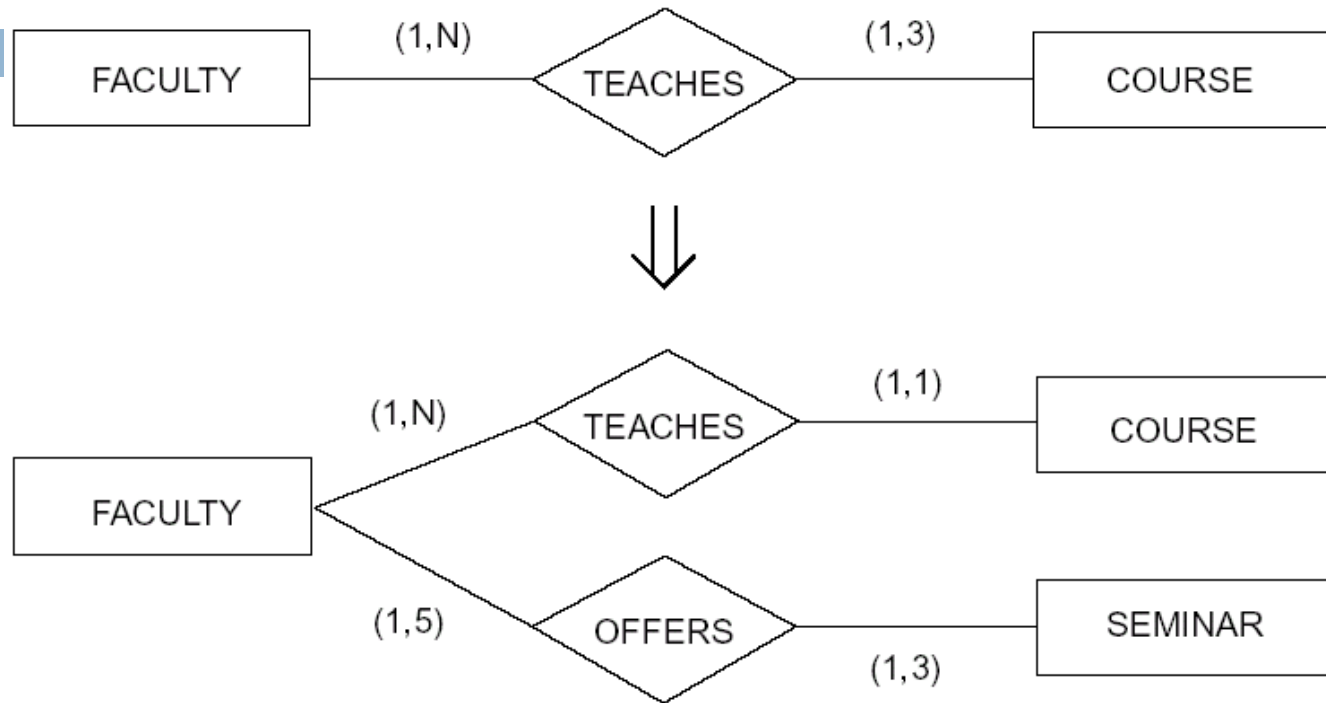 (1,N)
(1,3)
FACULTY
TEACHES
COURSE
(1,N)
(1,1)
TEACHES
COURSE
FACULTY
(1,5)
OFFERS
SEMINAR
(1,3)